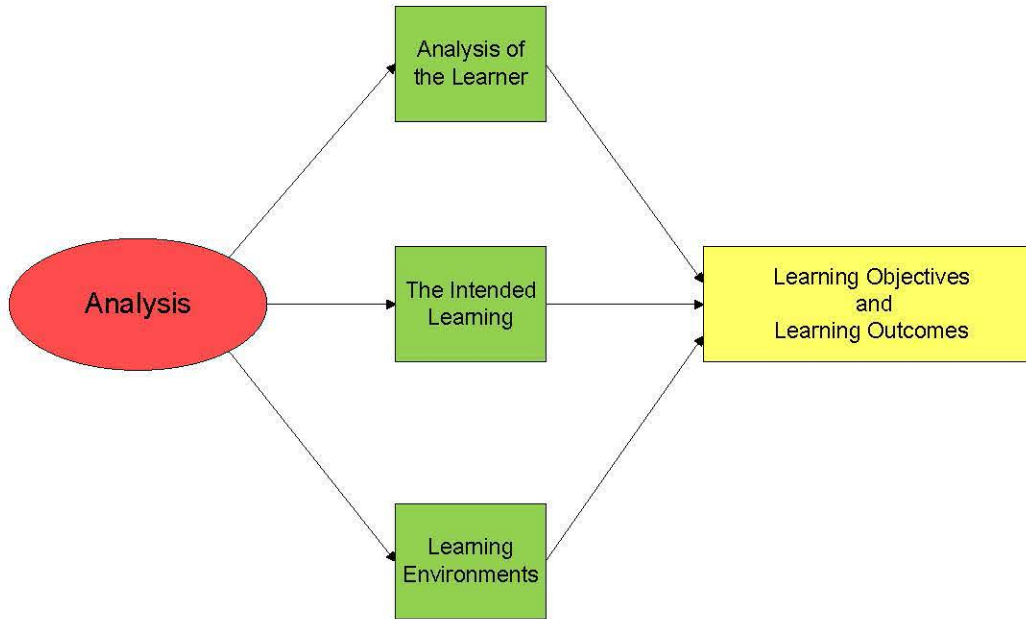 Analysis of
the Learner
Analysis
The Intended
Learning
Learning Objectives
and
Learning Outcomes
Learning
Environments